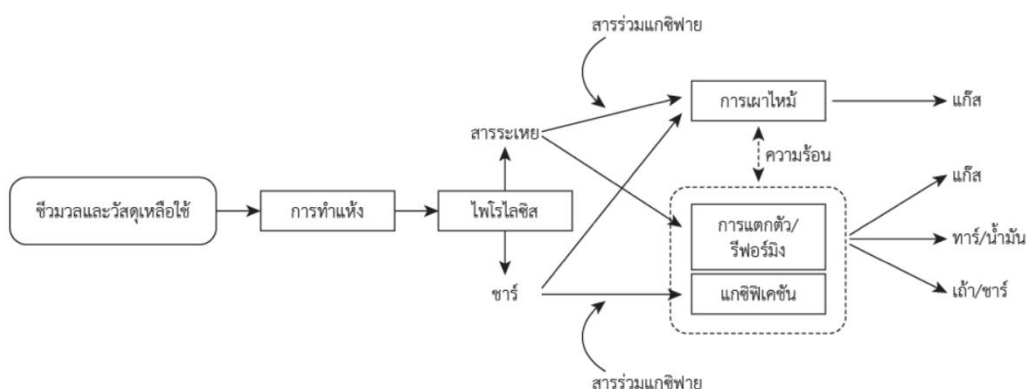 สารร่วมแกซิฟาย
การเผาไหม้
แก๊ส
สารระเหย
ความร้อน
แก๊ส
ชีวมวลและวัสดุเหลือใช้
การทำแห้ง
ไพโรไลซิส
การแตกตัว/
รีฟอร์มิง
ทาร์/น้ำมัน
ชาร์
แกซิฟิเคชัน
เถ้า/ชาร์
สารร่วมแกซิฟาย